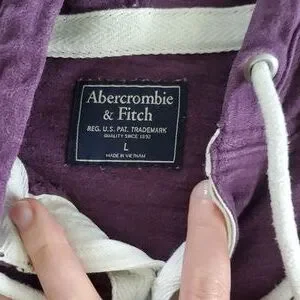 Abercrombie
& Fitch
REG. U.S. PAT. TRADEMARK
QUALITY SINCE 1892
L
MADE IN VIETNAM